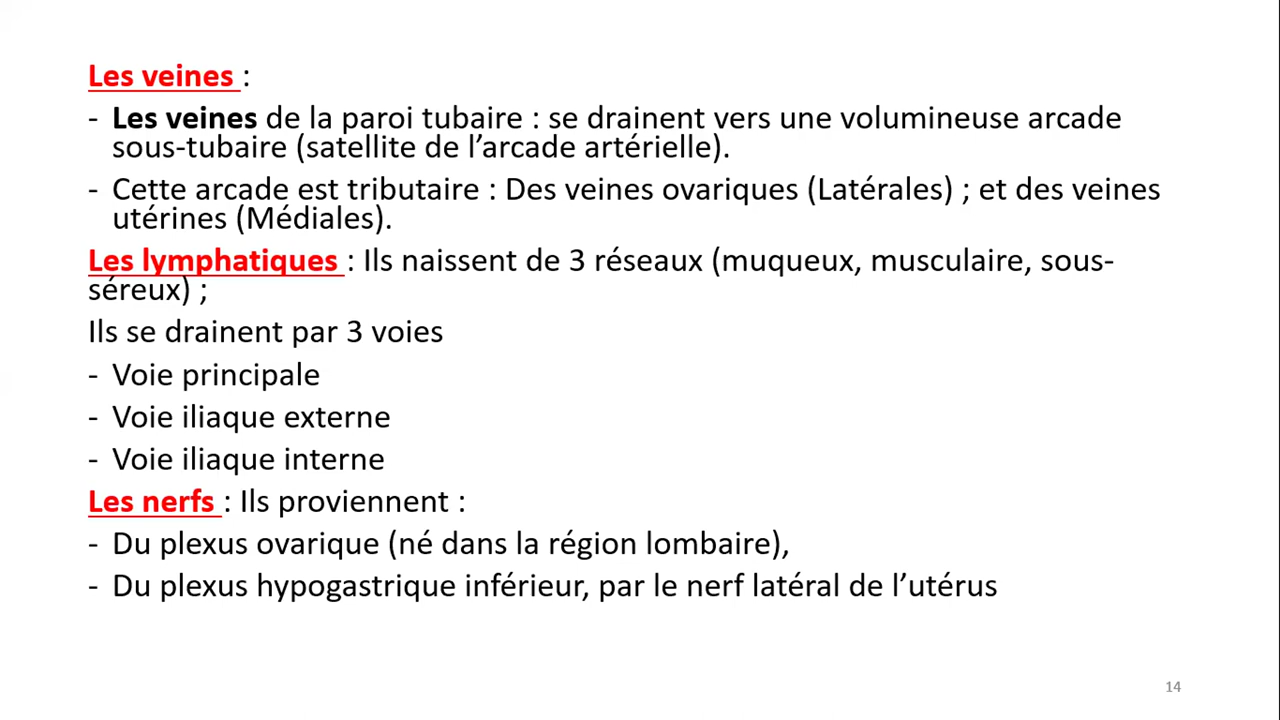 Les veines :
- Les veines de la paroi tubaire : se drainent vers une volumineuse arcade
sous-tubaire (satellite de l’arcade artérielle).
- Cette arcade est tributaire : Des veines ovariques (Latérales) ; et des veines
utérines (Médiales).
Les lymphatiques : Ils naissent de 3 réseaux (muqueux, musculaire, sous-
séreux) ;
Ils se drainent par 3 voies
- Voie principale
- Voie iliaque externe
- Voie iliaque interne
Les nerfs : Ils proviennent :
- Du plexus ovarique (né dans la région lombaire),
- Du plexus hypogastrique inférieur, par le nerf latéral de l’utérus
14